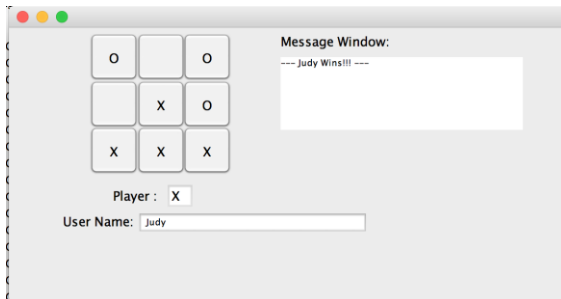 O O
X O
X X X
Player : X
User Name: Judy
Message Window:
--- Judy Wins!!! ---